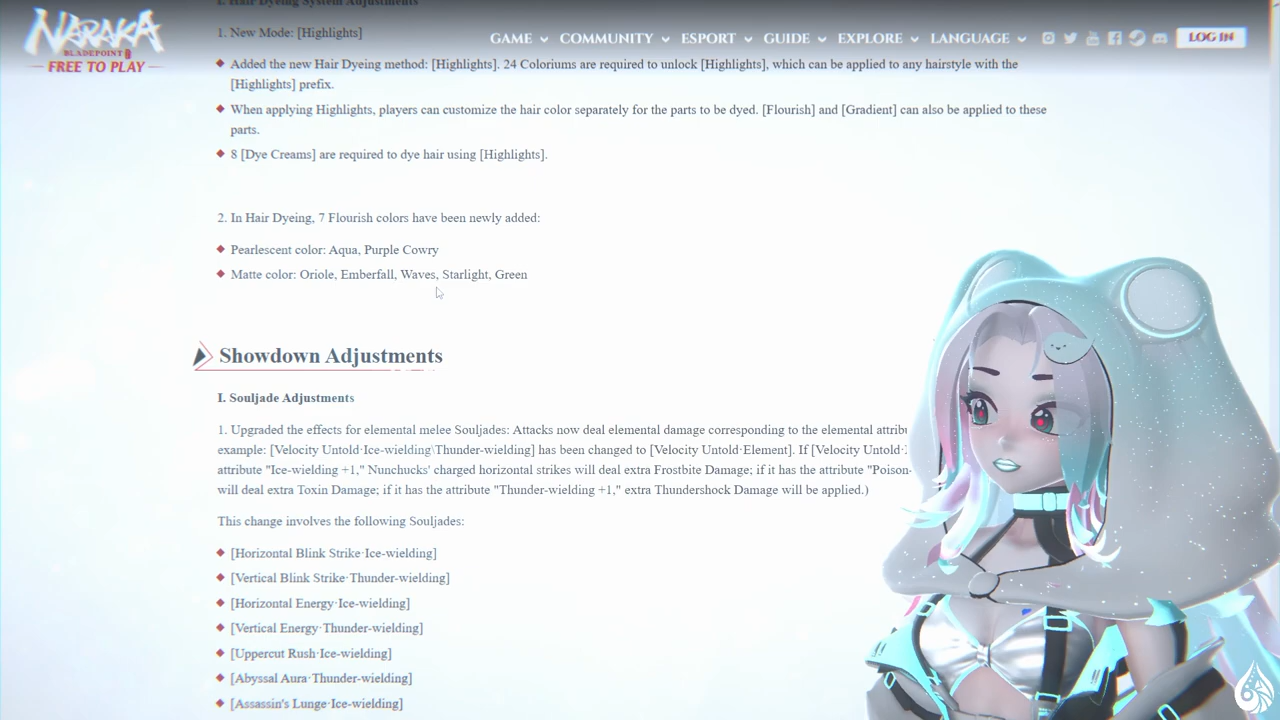 I. Hair Dyeing System Adjustments
NARAKA
BLADEPOINT
FREE TO PLAY
GAME COMMUNITY ESPORT GUIDE EXPLORE LANGUAGE LOG IN
1. New Mode: [Highlights]
Added the new Hair Dyeing method: [Highlights]. 24 Coloriums are required to unlock [Highlights], which can be applied to any hairstyle with the
[Highlights] prefix.
When applying Highlights, players can customize the hair color separately for the parts to be dyed. [Flourish] and [Gradient] can also be applied to these
parts.
8 [Dye Creams] are required to dye hair using [Highlights].
2. In Hair Dyeing, 7 Flourish colors have been newly added:
Pearlescent color: Aqua, Purple Cowry
Matte color: Oriole, Emberfall, Waves, Starlight, Green
Showdown Adjustments
I. Souljade Adjustments
1. Upgraded the effects for elemental melee Souljades: Attacks now deal elemental damage corresponding to the elemental attribu
example: [Velocity Untold·Ice-wielding\Thunder-wielding] has been changed to [Velocity Untold·Element]. If [Velocity Untold·
attribute "Ice-wielding +1," Nunchucks' charged horizontal strikes will deal extra Frostbite Damage; if it has the attribute "Poison-
will deal extra Toxin Damage; if it has the attribute "Thunder-wielding +1," extra Thundershock Damage will be applied.)
This change involves the following Souljades:
[Horizontal Blink Strike·Ice-wielding]
[Vertical Blink Strike·Thunder-wielding]
[Horizontal Energy·Ice-wielding]
[Vertical Energy·Thunder-wielding]
[Uppercut Rush·Ice-wielding]
[Abyssal Aura·Thunder-wielding]
[Assassin's Lunge·Ice-wielding]